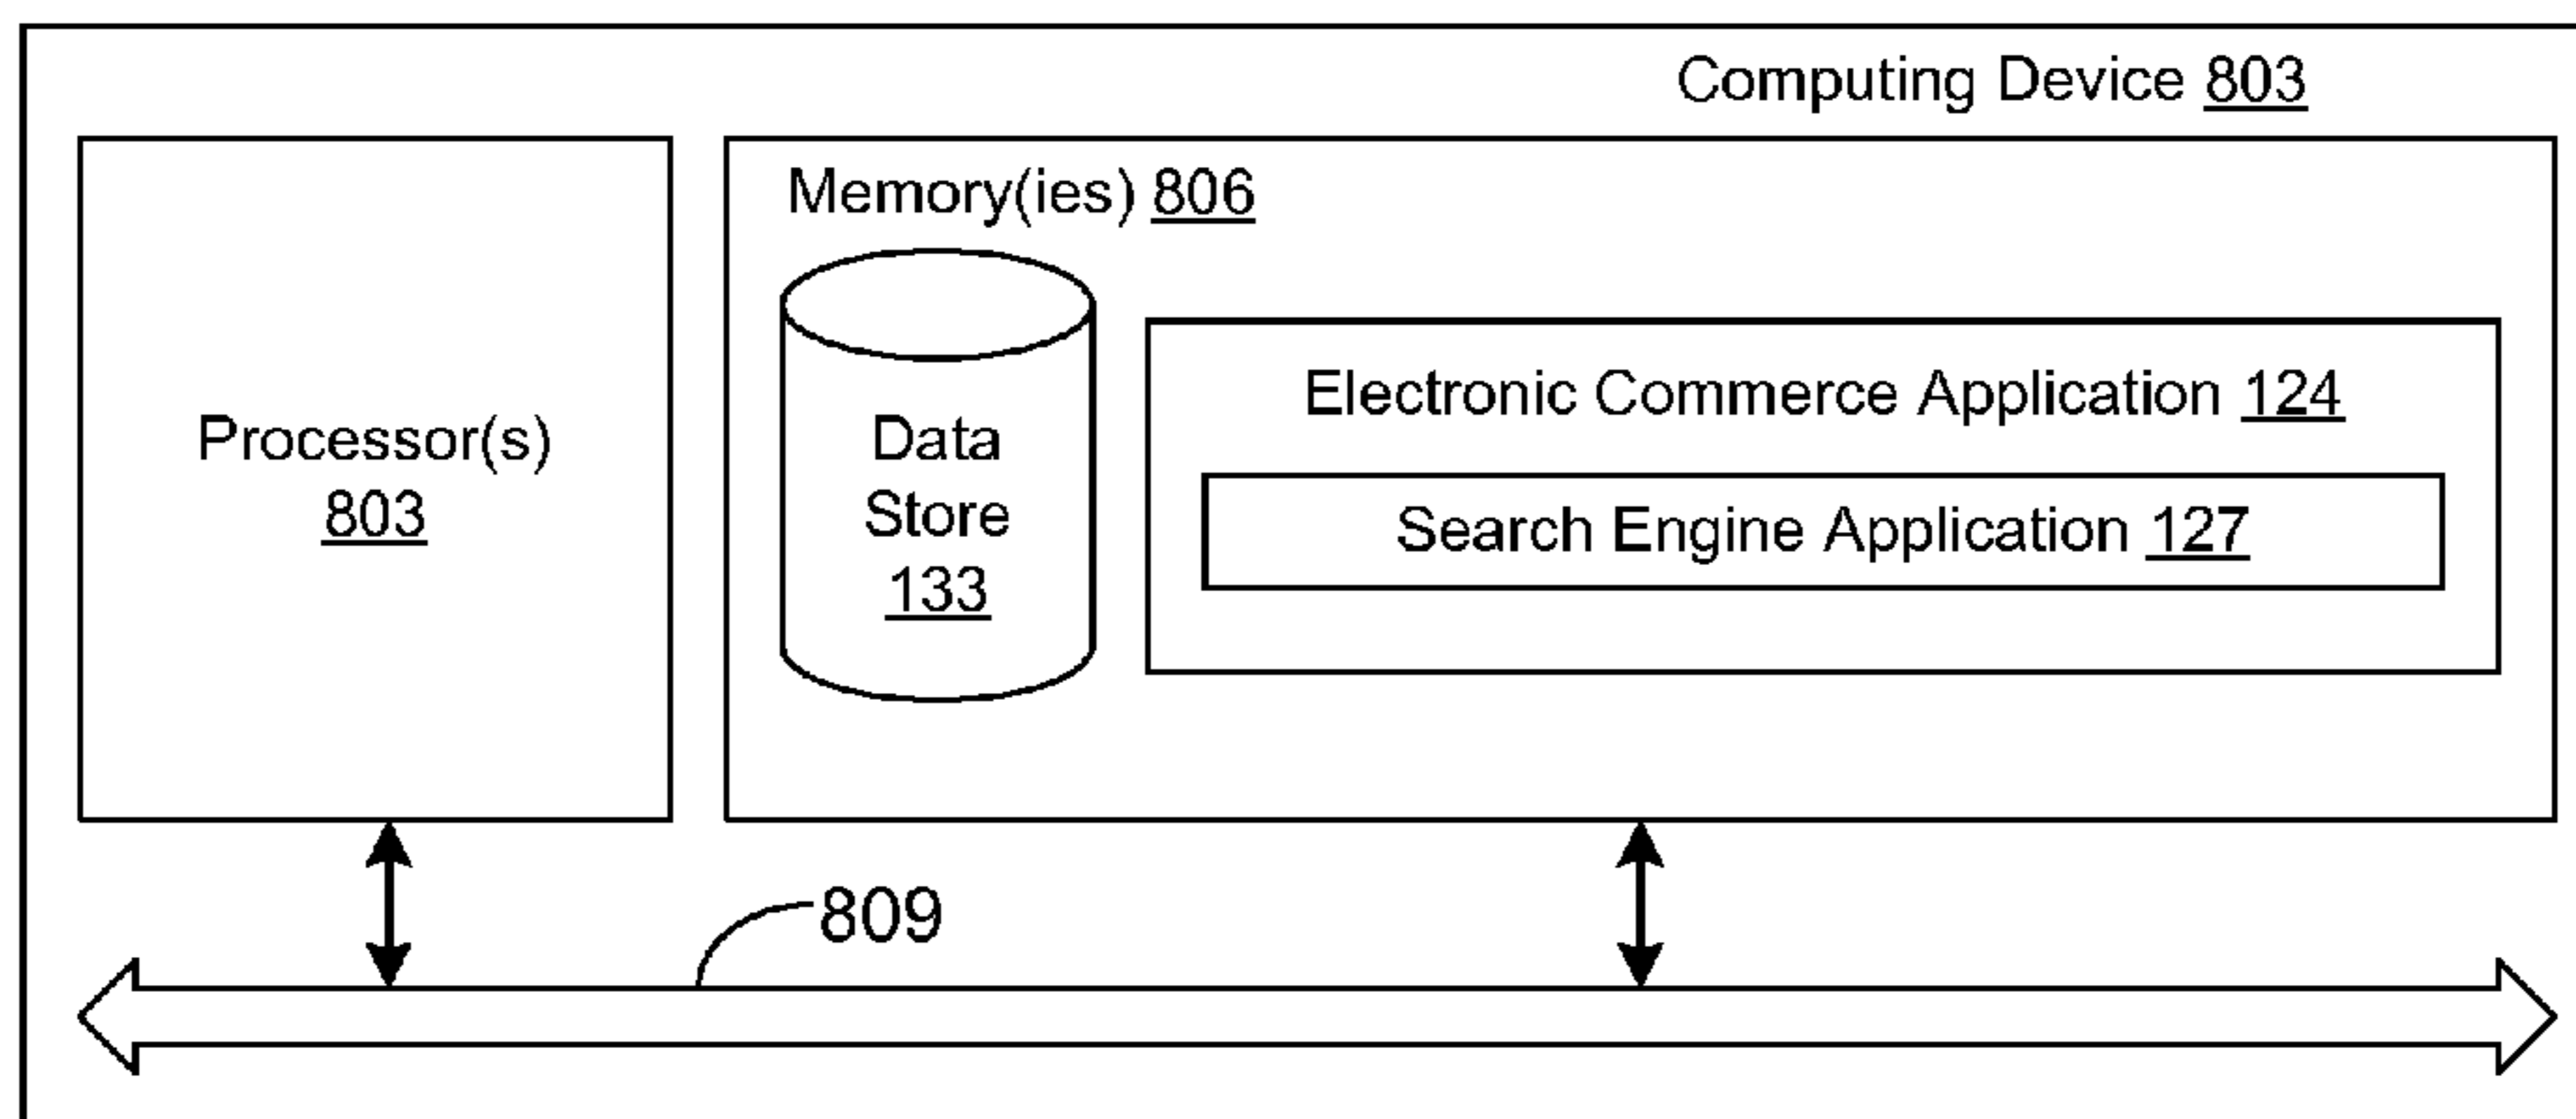 Computing Device 803
Processor(s)
803
Memory(ies) 806
Data
Store
133
Electronic Commerce Application 124
Search Engine Application 127
809